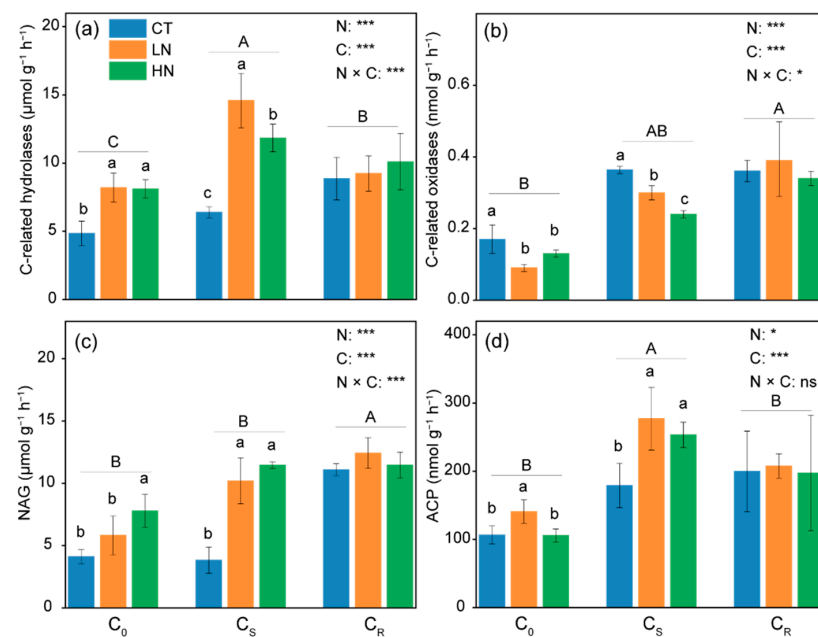 (a)
CT
LN
HN
N: ***
C: ***
N × C: ***
C-related hydrolases (μmol g⁻¹ h⁻¹)
20
15
10
5
0
C
b
a
a
A
c
a
b
B
(b)
N: ***
C: ***
N × C: *
C-related oxidases (nmol g⁻¹ h⁻¹)
0.6
0.4
0.2
0.0
B
a
b
b
AB
a
b
c
A
(c)
N: ***
C: ***
N × C: ***
NAG (μmol g⁻¹ h⁻¹)
20
15
10
5
0
B
b
b
a
B
b
a
a
A
C₀
C_S
C_R
(d)
N: *
C: ***
N × C: ns
ACP (nmol g⁻¹ h⁻¹)
400
300
200
100
0
B
b
a
b
A
b
a
a
B
C₀
C_S
C_R